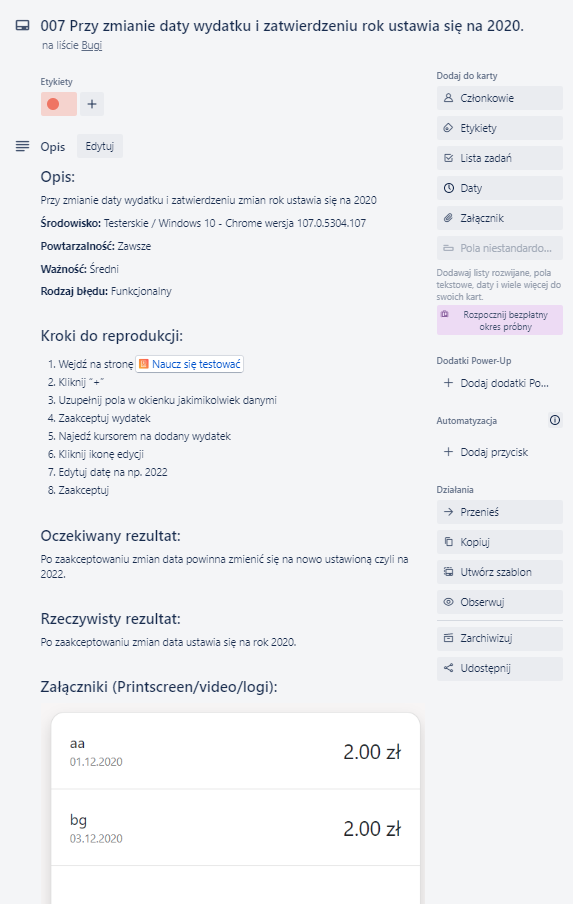 007 Przy zmianie daty wydatku i zatwierdzeniu rok ustawia się na 2020.
na liście Bugi
Etykiety
Opis
Edytuj
Opis:
Przy zmianie daty wydatku i zatwierdzeniu zmian rok ustawia się na 2020
Środowisko: Testerskie / Windows 10 - Chrome wersja 107.0.5304.107
Powtarzalność: Zawsze
Ważność: Średni
Rodzaj błędu: Funkcjonalny
Kroki do reprodukcji:
1. Wejdź na stronę Naucz się testować
2. Kliknij "+"
3. Uzupełnij pola w okienku jakimikolwiek danymi
4. Zaakceptuj wydatek
5. Najedź kursorem na dodany wydatek
6. Kliknij ikonę edycji
7. Edytuj datę na np. 2022
8. Zaakceptuj
Oczekiwany rezultat:
Po zaakceptowaniu zmian data powinna zmienić się na nowo ustawioną czyli na
2022.
Rzeczywisty rezultat:
Po zaakceptowaniu zmian data ustawia się na rok 2020.
Załączniki (Printscreen/video/logi):
aa
01.12.2020
2.00 zł
bg
03.12.2020
2.00 zł
Dodaj do karty
Członkowie
Etykiety
Lista zadań
Daty
Załącznik
Pola niestandardo...
Dodawaj listy rozwijane, pola
tekstowe, daty i wiele więcej do
swoich kart.
Rozpocznij bezpłatny
okres próbny
Dodatki Power-Up
Dodaj dodatki Po...
Automatyzacja
Dodaj przycisk
Działania
Przenieś
Kopiuj
Utwórz szablon
Obserwuj
Zarchiwizuj
Udostępnij